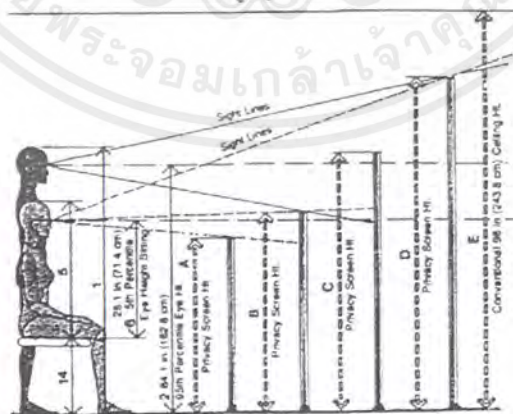 พระจอมเกล้าเจ้าคุณ
Sight Lines
Sight Lines
14
5
1
28.1 in (71.4 cm)
6 5th Percentile
Eye Height Sitting
2 64.1 in (162.8 cm)
95th Percentile Eye Ht.
A
Privacy Screen Ht.
B
Privacy Screen Ht.
C
Privacy Screen Ht.
D
Privacy Screen Ht.
E
Conventional 96 in (243.8 cm) Ceiling Ht.